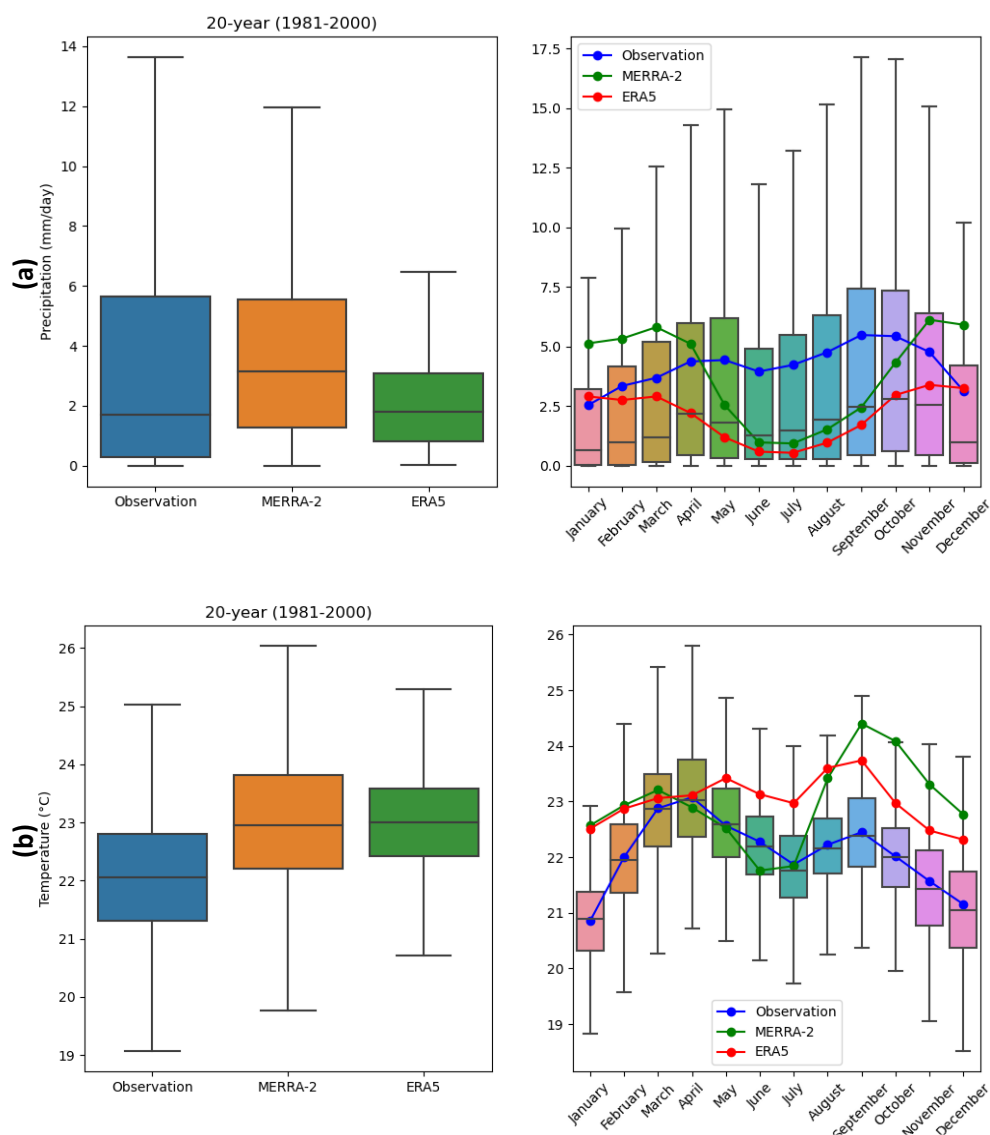 20-year (1981-2000)
(a)
Precipitation (mm/day)
14
12
10
8
6
4
2
0
Observation MERRA-2 ERA5
17.5
15.0
12.5
10.0
7.5
5.0
2.5
0.0
Observation
MERRA-2
ERA5
January February March April May June July August September October November December
20-year (1981-2000)
(b)
Temperature (°C)
26
25
24
23
22
21
20
19
Observation MERRA-2 ERA5
26
25
24
23
22
21
20
19
Observation
MERRA-2
ERA5
January February March April May June July August September October November December